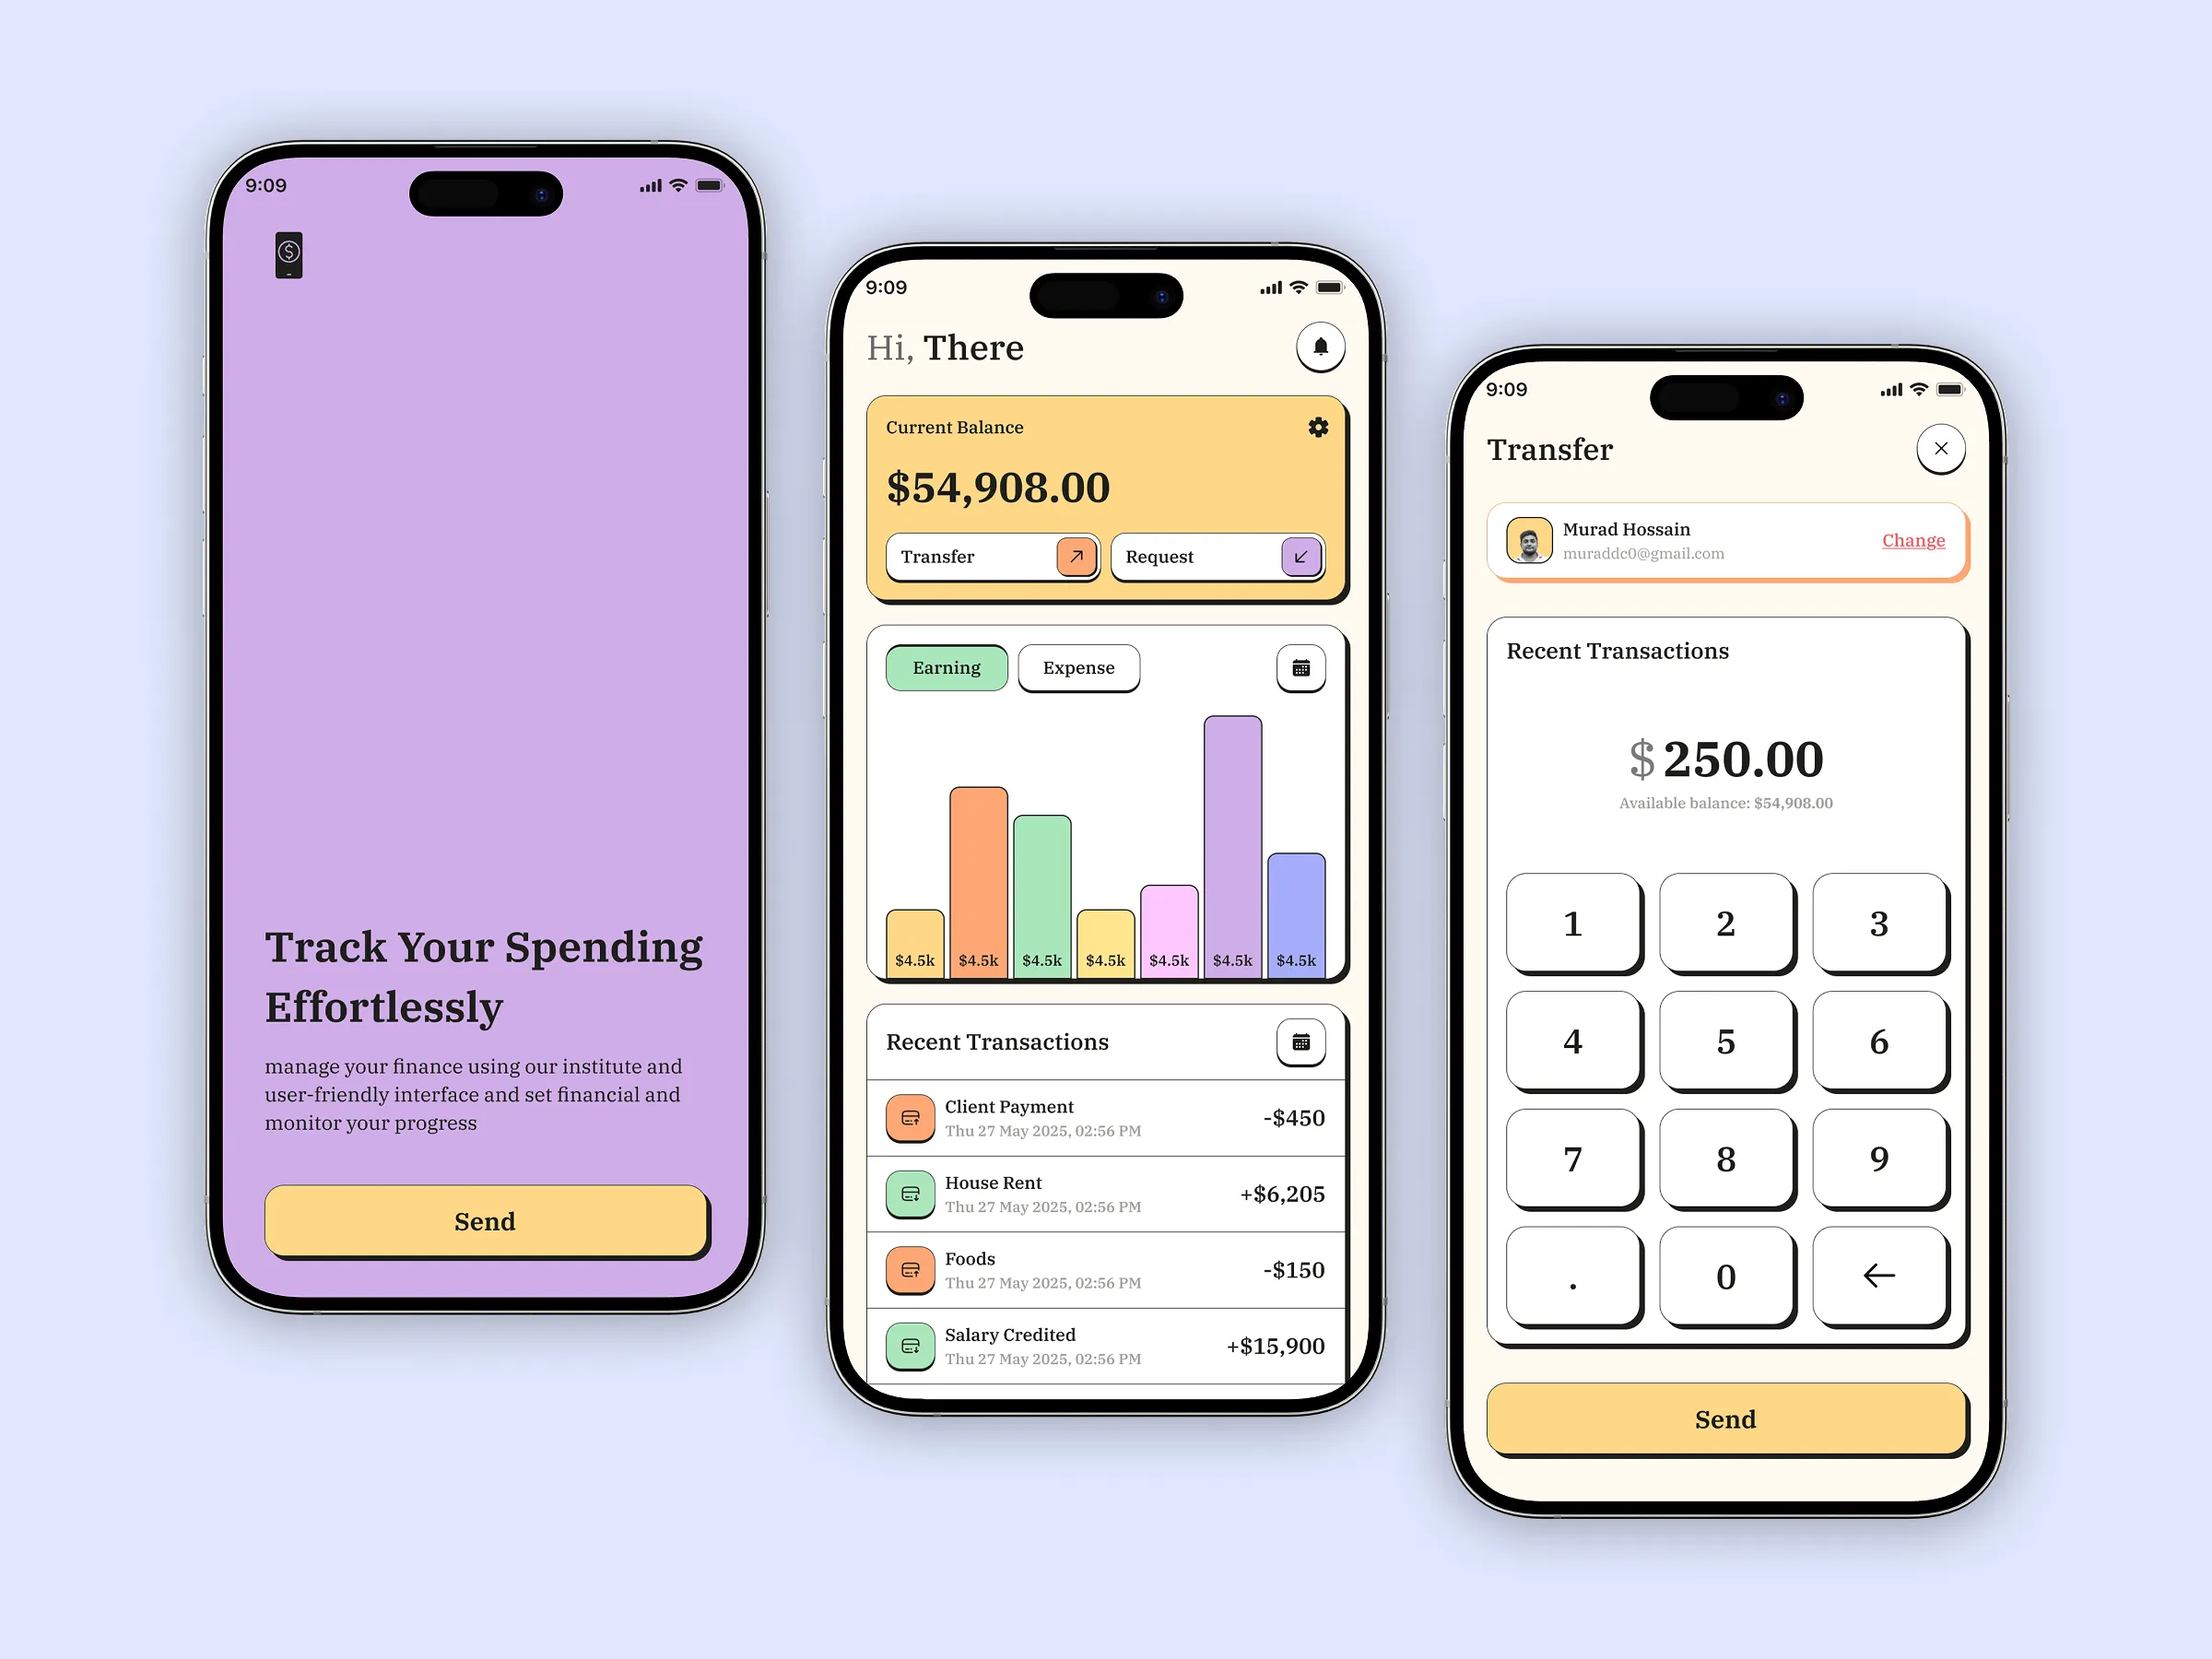 9:09
$
Track Your Spending
Effortlessly
manage your finance using our institute and
user-friendly interface and set financial and
monitor your progress
Send
9:09
Hi, There
Current Balance
$54,908.00
Transfer
Request
Earning
Expense
$4.5k $4.5k $4.5k $4.5k $4.5k $4.5k $4.5k
Recent Transactions
Client Payment
Thu 27 May 2025, 02:56 PM
-$450
House Rent
Thu 27 May 2025, 02:56 PM
+$6,205
Foods
Thu 27 May 2025, 02:56 PM
-$150
Salary Credited
Thu 27 May 2025, 02:56 PM
+$15,900
9:09
Transfer
Murad Hossain
muraddc0@gmail.com
Change
Recent Transactions
$ 250.00
Available balance: $54,908.00
1 2 3
4 5 6
7 8 9
. 0
Send